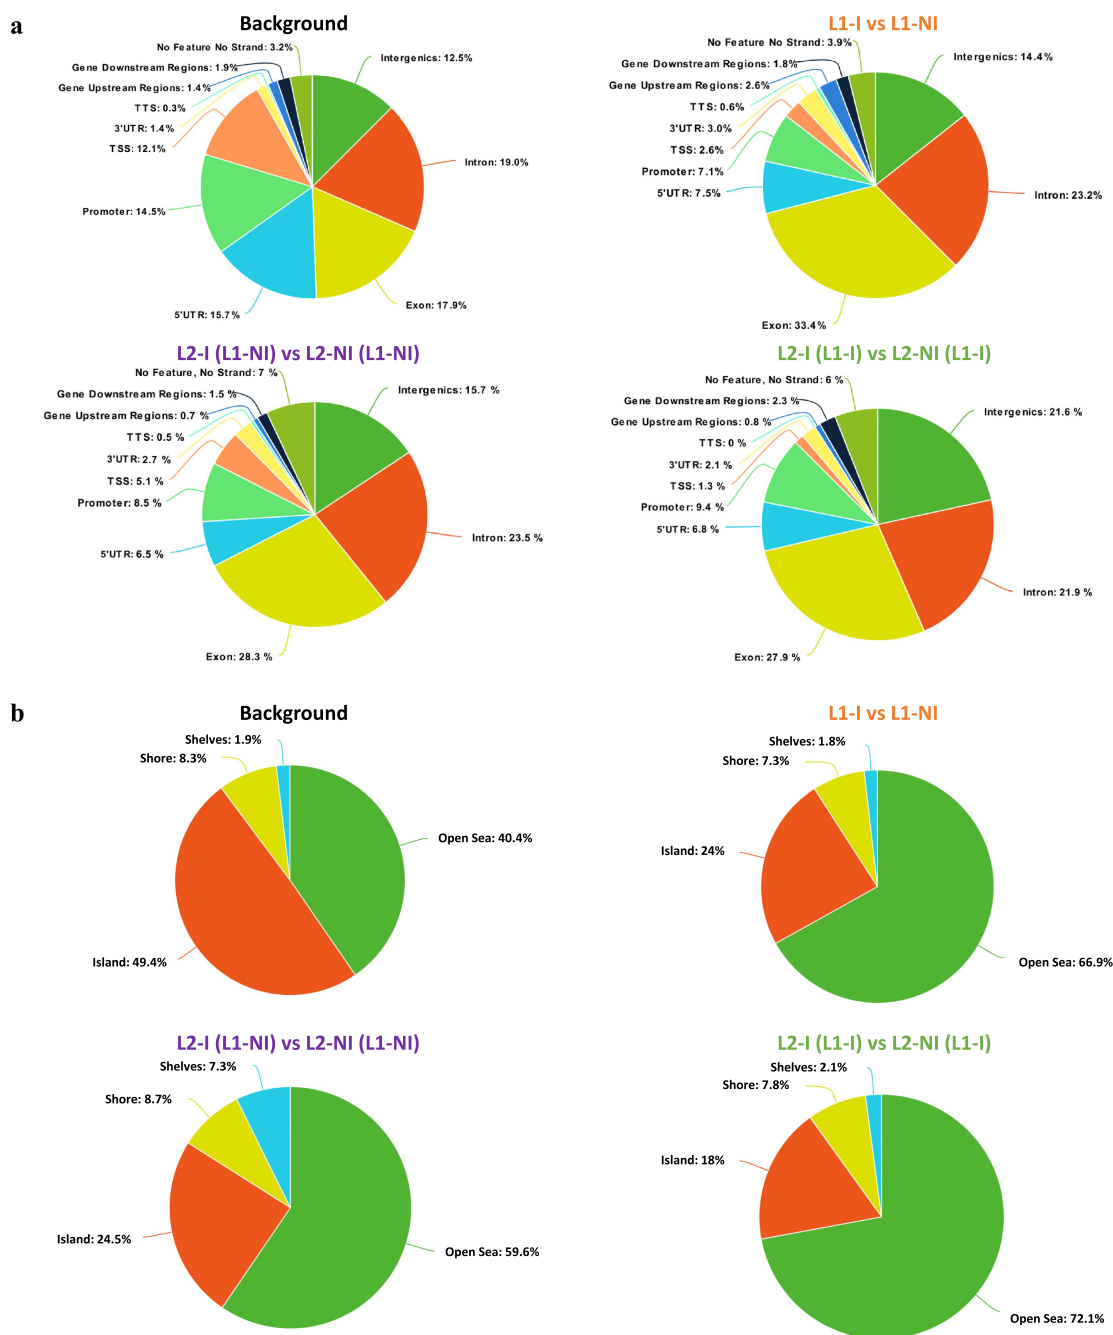 a
Background
No Feature No Strand: 3.2%
Gene Downstream Regions: 1.9%
Gene Upstream Regions: 1.4%
TTS: 0.3%
3'UTR: 1.4%
TSS: 12.1%
Promoter: 14.5%
5'UTR: 15.7%
Intergenics: 12.5%
Intron: 19.0%
Exon: 17.9%
L1-I vs L1-NI
No Feature No Strand: 3.9%
Gene Downstream Regions: 1.8%
Gene Upstream Regions: 2.6%
TTS: 0.6%
3'UTR: 3.0%
TSS: 2.6%
Promoter: 7.1%
5'UTR: 7.5%
Intergenics: 14.4%
Intron: 23.2%
Exon: 33.4%
L2-I (L1-NI) vs L2-NI (L1-NI)
No Feature, No Strand: 7 %
Gene Downstream Regions: 1.5 %
Gene Upstream Regions: 0.7 %
TTS: 0.5 %
3'UTR: 2.7 %
TSS: 5.1 %
Promoter: 8.5 %
5'UTR: 6.5 %
Intergenics: 15.7 %
Intron: 23.5 %
Exon: 28.3 %
L2-I (L1-I) vs L2-NI (L1-I)
No Feature, No Strand: 6 %
Gene Downstream Regions: 2.3 %
Gene Upstream Regions: 0.8 %
TTS: 0 %
3'UTR: 2.1 %
TSS: 1.3 %
Promoter: 9.4 %
5'UTR: 6.8 %
Intergenics: 21.6 %
Intron: 21.9 %
Exon: 27.9 %
b
Background
Shelves: 1.9%
Shore: 8.3%
Open Sea: 40.4%
Island: 49.4%
L1-I vs L1-NI
Shelves: 1.8%
Shore: 7.3%
Island: 24%
Open Sea: 66.9%
L2-I (L1-NI) vs L2-NI (L1-NI)
Shelves: 7.3%
Shore: 8.7%
Island: 24.5%
Open Sea: 59.6%
L2-I (L1-I) vs L2-NI (L1-I)
Shelves: 2.1%
Shore: 7.8%
Island: 18%
Open Sea: 72.1%